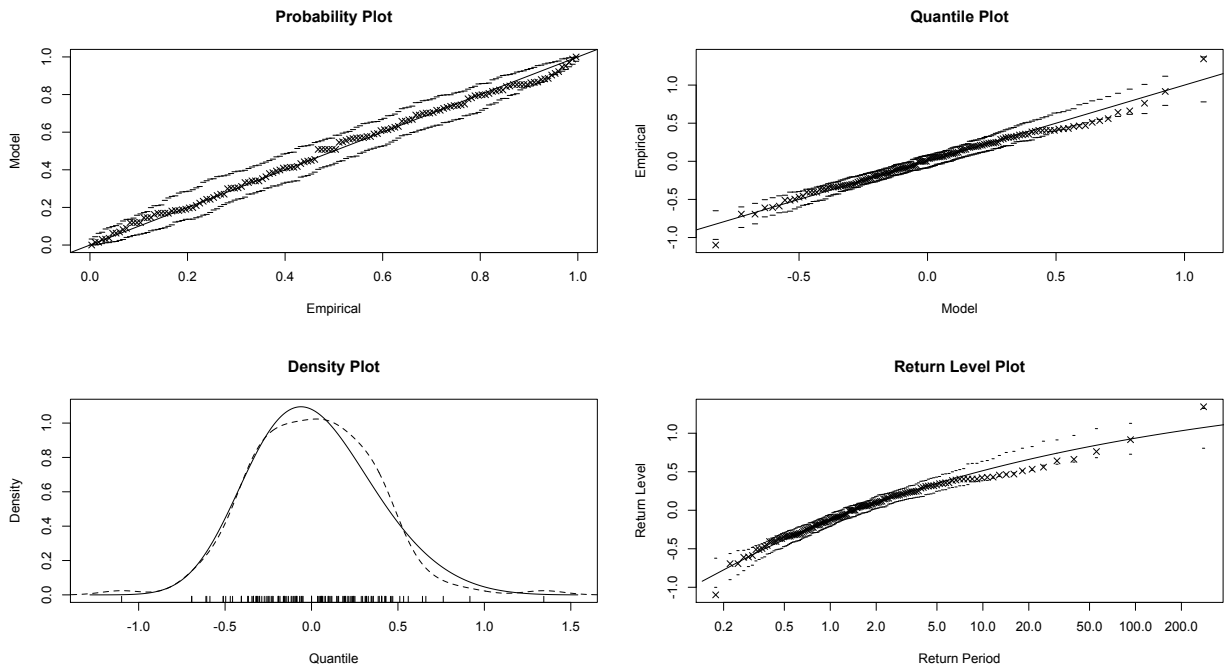 Probability Plot
Model
0.0 0.2 0.4 0.6 0.8 1.0
0.0 0.2 0.4 0.6 0.8 1.0
Empirical
Quantile Plot
Empirical
-1.0 -0.5 0.0 0.5 1.0
-0.5 0.0 0.5 1.0
Model
Density Plot
Density
0.0 0.2 0.4 0.6 0.8 1.0
-1.0 -0.5 0.0 0.5 1.0 1.5
Quantile
Return Level Plot
Return Level
-1.0 -0.5 0.0 0.5 1.0
0.2 0.5 1.0 2.0 5.0 10.0 20.0 50.0 100.0 200.0
Return Period